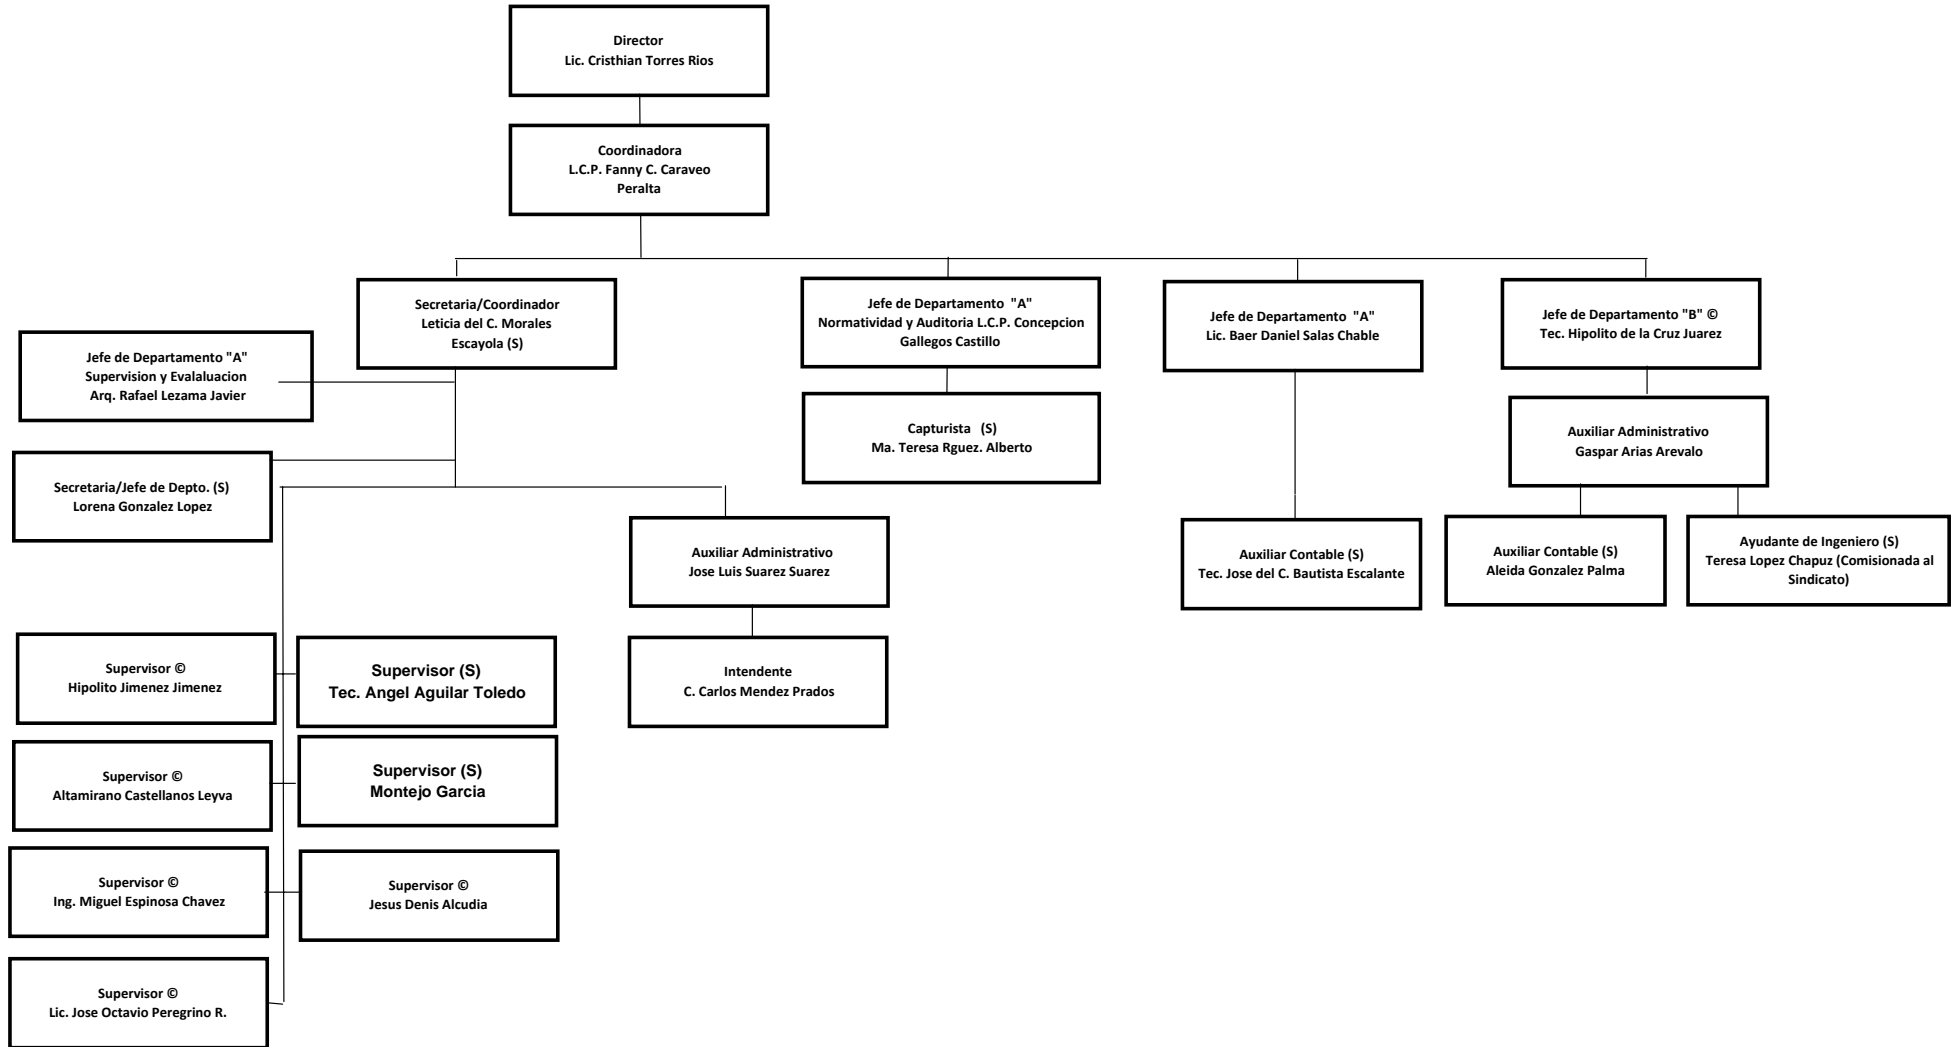 Director
Lic. Cristhian Torres Rios
Coordinadora
L.C.P. Fanny C. Caraveo
Peralta
Secretaria/Coordinador
Leticia del C. Morales
Escayola (S)
Jefe de Departamento "A"
Normatividad y Auditoria L.C.P. Concepcion
Gallegos Castillo
Jefe de Departamento "A"
Lic. Baer Daniel Salas Chable
Jefe de Departamento "B" ©
Tec. Hipolito de la Cruz Juarez
Jefe de Departamento "A"
Supervision y Evalaluacion
Arq. Rafael Lezama Javier
Capturista (S)
Ma. Teresa Rguez. Alberto
Auxiliar Administrativo
Gaspar Arias Arevalo
Secretaria/Jefe de Depto. (S)
Lorena Gonzalez Lopez
Auxiliar Administrativo
Jose Luis Suarez Suarez
Auxiliar Contable (S)
Tec. Jose del C. Bautista Escalante
Auxiliar Contable (S)
Aleida Gonzalez Palma
Ayudante de Ingeniero (S)
Teresa Lopez Chapuz (Comisionada al
Sindicato)
Supervisor ©
Hipolito Jimenez Jimenez
Supervisor (S)
Tec. Angel Aguilar Toledo
Intendente
C. Carlos Mendez Prados
Supervisor ©
Altamirano Castellanos Leyva
Supervisor (S)
Montejo Garcia
Supervisor ©
Ing. Miguel Espinosa Chavez
Supervisor ©
Jesus Denis Alcudia
Supervisor ©
Lic. Jose Octavio Peregrino R.